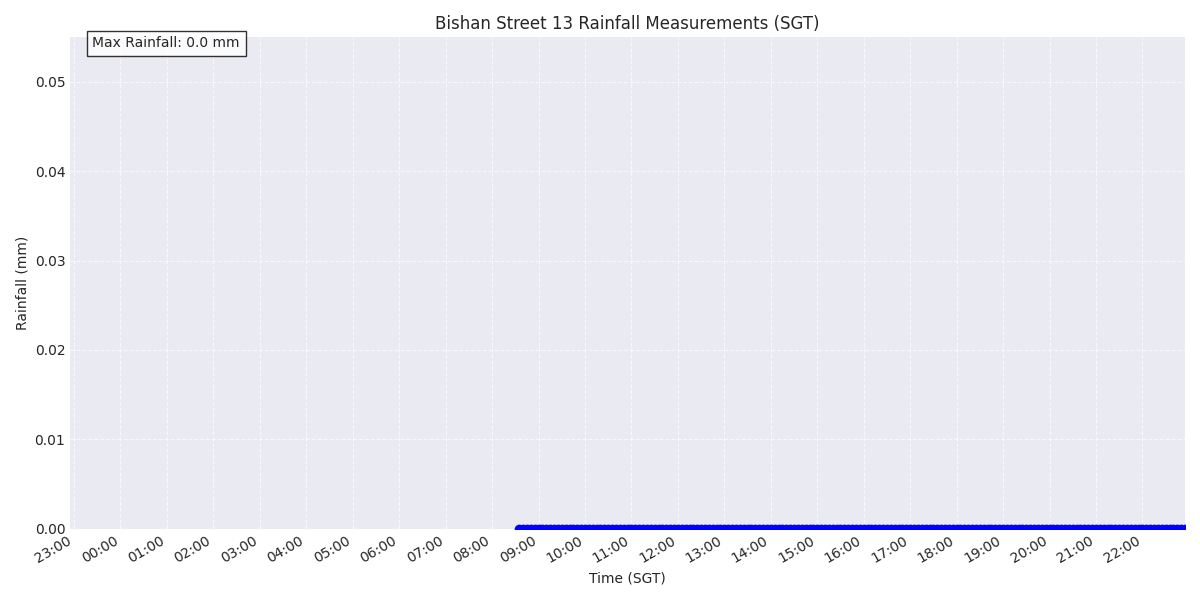 Bishan Street 13 Rainfall Measurements (SGT)
Max Rainfall: 0.0 mm
0.05
0.04
0.03
0.02
0.01
0.00
Rainfall (mm)
23:00 00:00 01:00 02:00 03:00 04:00 05:00 06:00 07:00 08:00 09:00 10:00 11:00 12:00 13:00 14:00 15:00 16:00 17:00 18:00 19:00 20:00 21:00 22:00
Time (SGT)